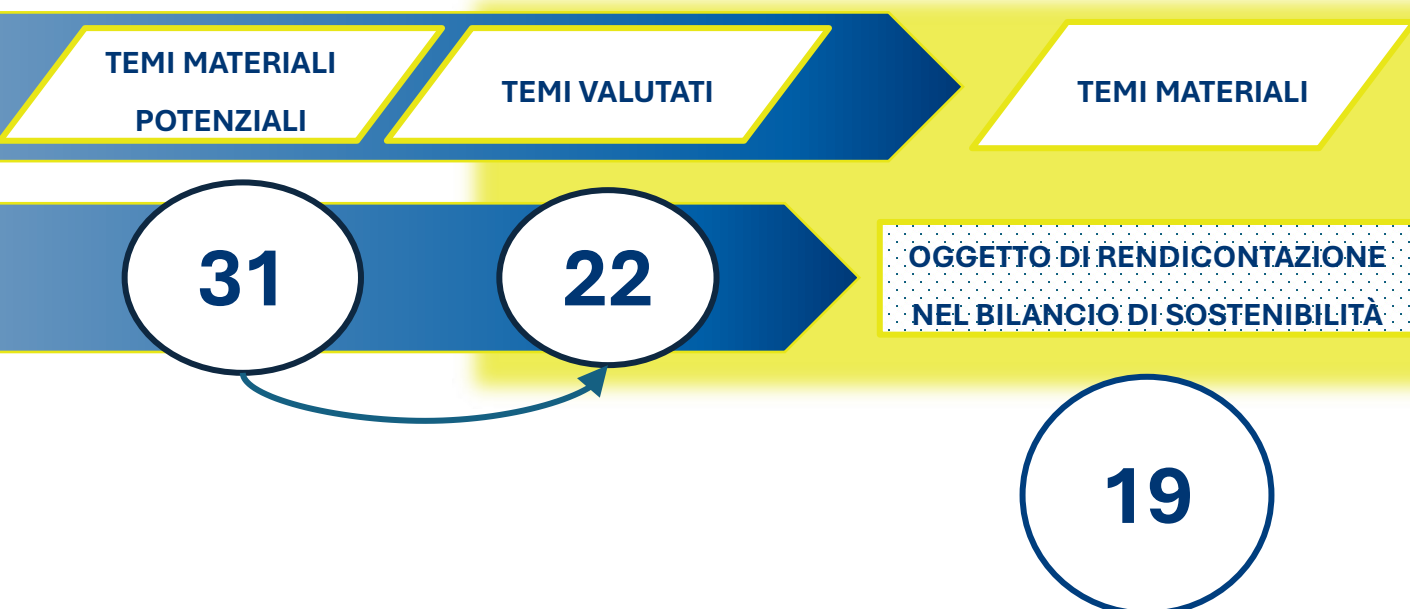 TEMI MATERIALI
POTENZIALI
TEMI VALUTATI
TEMI MATERIALI
31
22
OGGETTO DI RENDICONTAZIONE
NEL BILANCIO DI SOSTENIBILITÀ
19